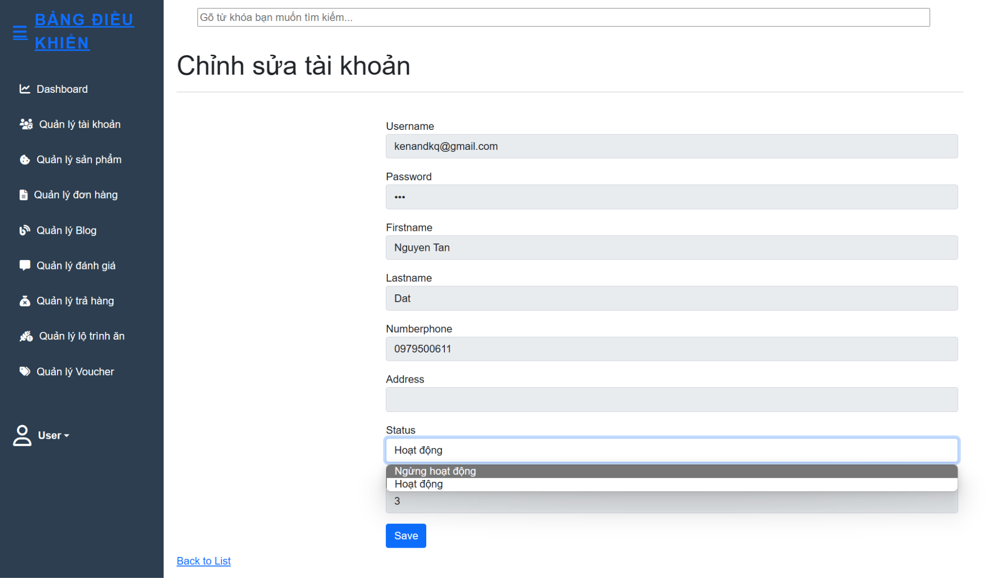 BẢNG ĐIỀU
KHIỂN
Dashboard
Quản lý tài khoản
Quản lý sản phẩm
Quản lý đơn hàng
Quản lý Blog
Quản lý đánh giá
Quản lý trả hàng
Quản lý lộ trình ăn
Quản lý Voucher
User
Gõ từ khóa bạn muốn tìm kiếm...
Chỉnh sửa tài khoản
Username
kenandkq@gmail.com
Password
•••
Firstname
Nguyen Tan
Lastname
Dat
Numberphone
0979500611
Address
Status
Hoạt động
Ngừng hoạt động
Hoạt động
3
Save
Back to List